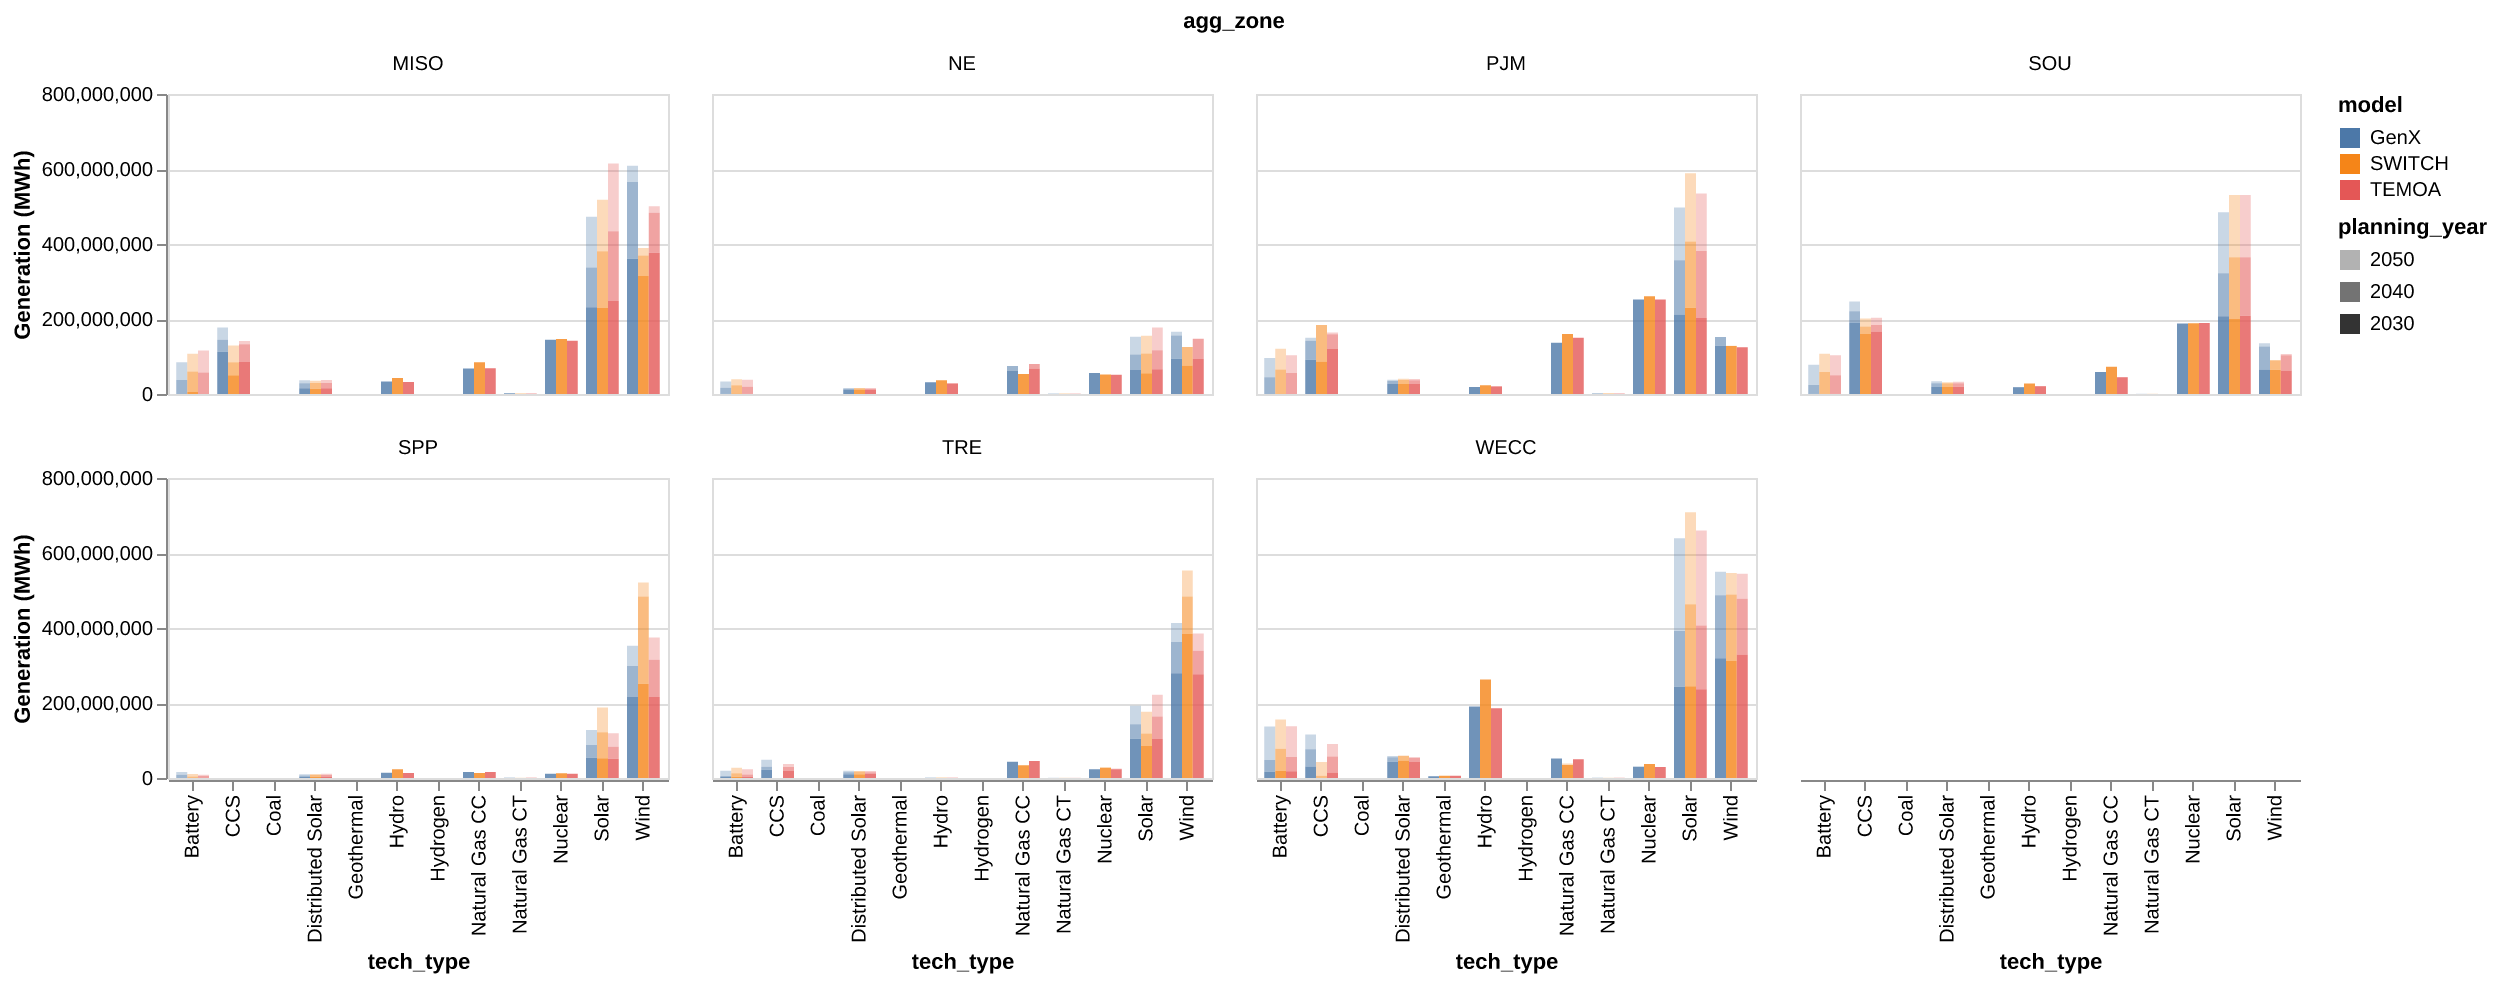 agg_zone
MISO
NE
PJM
SOU
800,000,000
600,000,000
400,000,000
200,000,000
0
Generation (MWh)
model
GenX
SWITCH
TEMOA
planning_year
2050
2040
2030
SPP
TRE
WECC
800,000,000
600,000,000
400,000,000
200,000,000
0
Generation (MWh)
Battery
CCS
Coal
Distributed Solar
Geothermal
Hydro
Hydrogen
Natural Gas CC
Natural Gas CT
Nuclear
Solar
Wind
Battery
CCS
Coal
Distributed Solar
Geothermal
Hydro
Hydrogen
Natural Gas CC
Natural Gas CT
Nuclear
Solar
Wind
Battery
CCS
Coal
Distributed Solar
Geothermal
Hydro
Hydrogen
Natural Gas CC
Natural Gas CT
Nuclear
Solar
Wind
Battery
CCS
Coal
Distributed Solar
Geothermal
Hydro
Hydrogen
Natural Gas CC
Natural Gas CT
Nuclear
Solar
Wind
tech_type
tech_type
tech_type
tech_type